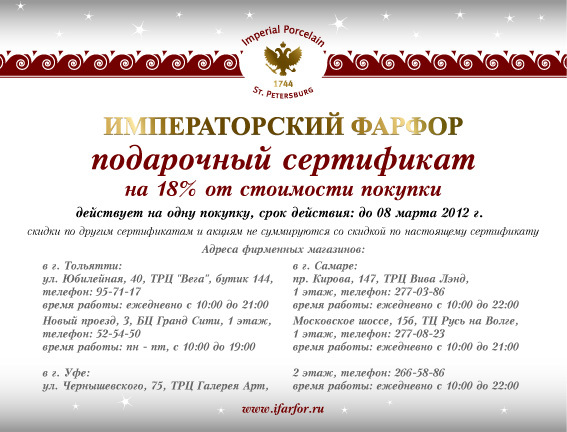 Imperial Porcelain
1744
St. Petersburg
ИМПЕРАТОРСКИЙ ФАРФОР
подарочный сертификат
на 18% от стоимости покупки
действует на одну покупку, срок действия: до 08 марта 2012 г.
скидки по другим сертификатам и акциям не суммируются со скидкой по настоящему сертификату
Адреса фирменных магазинов:
в г. Тольятти:
ул. Юбилейная, 40, ТРЦ "Вега", бутик 144,
телефон: 95-71-17
время работы: ежедневно с 10:00 до 21:00
Новый проезд, 3, БЦ Гранд Сити, 1 этаж,
телефон: 52-54-50
время работы: пн - пт, с 10:00 до 19:00
в г. Самаре:
пр. Кирова, 147, ТРЦ Вива Лэнд,
1 этаж, телефон: 277-03-86
время работы: ежедневно с 10:00 до 22:00
Московское шоссе, 15б, ТЦ Русь на Волге,
1 этаж, телефон: 277-08-23
время работы: ежедневно с 10:00 до 21:00
в г. Уфе:
ул. Чернышевского, 75, ТРЦ Галерея Арт,
2 этаж, телефон: 266-58-86
время работы: ежедневно с 10:00 до 22:00
www.ifarfor.ru